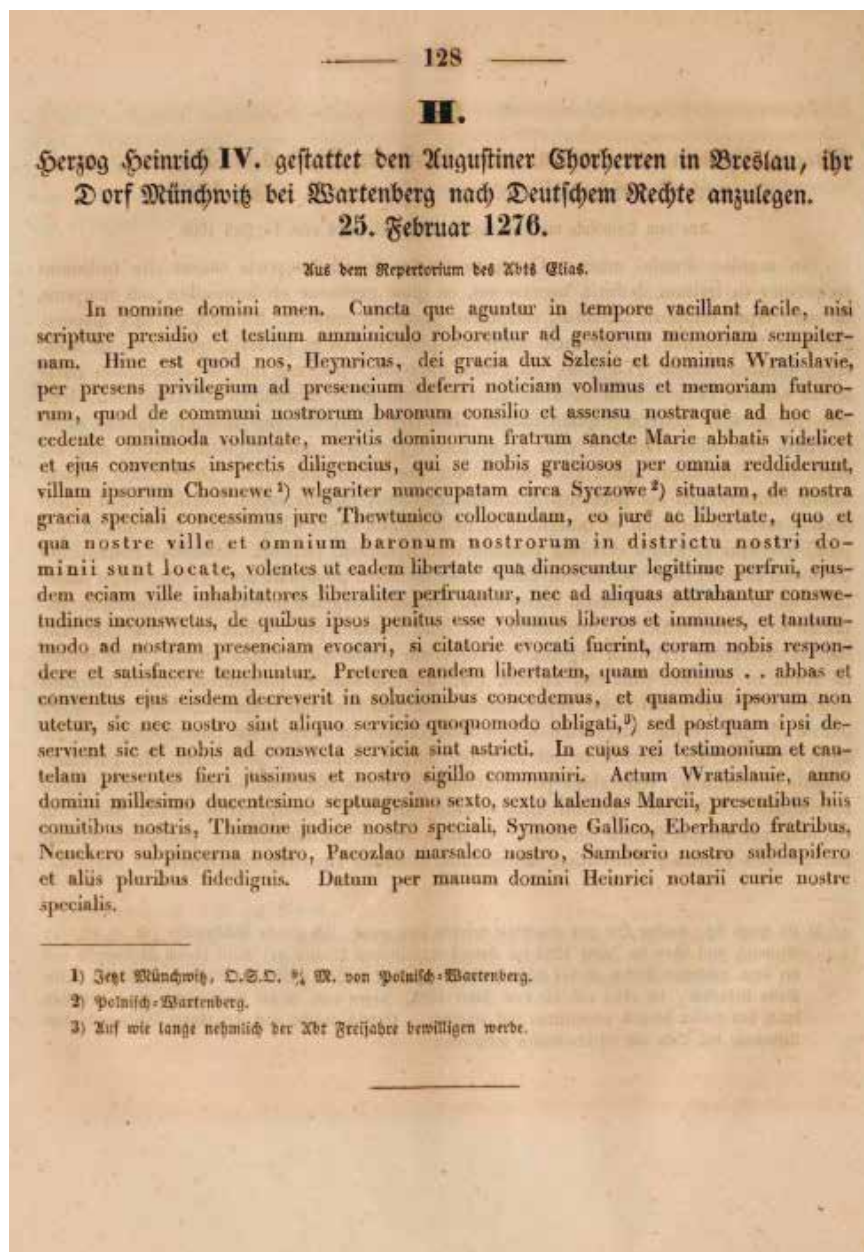 128
H.
Herzog Heinrich IV. gestattet den Augustiner Chorherren in Breslau, ihr
Dorf Münchwitz bei Wartenberg nach Deutschem Rechte anzulegen.
25. Februar 1276.
Aus dem Repertorium des Abts Elias.
In nomine domini amen. Cuncta que aguntur in tempore vacillant facile, nisi
scripture presidio et testium amminiculo roborentur ad gestorum memoriam sempiter-
nam. Hinc est quod nos, Heynricus, dei gracia dux Szlesie et dominus Wratislavie,
per presens privilegium ad presencium deferri noticiam volumus et memoriam futuro-
rum, quod de communi nostrorum baronum consilio et assensu nostraque ad hoc ac-
cedente omnimoda voluntate, meritis dominorum fratrum sancte Marie abbatis videlicet
et ejus conventus inspectis diligencius, qui se nobis graciosos per omnia reddiderunt,
villam ipsorum Chosnewe ¹) wlgariter nunccupatam circa Syczowe ²) situatam, de nostra
gracia speciali concessimus jure Thewtunico collocandam, eo jure ac libertate, quo et
qua nostre ville et omnium baronum nostrorum in districtu nostri do-
minii sunt locate, volentes ut eadem libertate qua dinoscuntur legittime perfrui, ejus-
dem eciam ville inhabitatores liberaliter perfruantur, nec ad aliquas attrahantur conswe-
tudines inconswetas, de quibus ipsos penitus esse volumus liberos et inmunes, et tantum-
modo ad nostram presenciam evocari, si citatorie evocati fuerint, coram nobis respon-
dere et satisfacere tenebuntur. Preterea eandem libertatem, quam dominus . . abbas et
conventus ejus eisdem decreverit in solucionibus concedemus, et quamdiu ipsorum non
utetur, sic nec nostro sint aliquo servicio quoquomodo obligati,³) sed postquam ipsi de-
servient sic et nobis ad consweta servicia sint astricti. In cujus rei testimonium et cau-
telam presentes fieri jussimus et nostro sigillo communiri. Actum Wratislauie, anno
domini millesimo ducentesimo septuagesimo sexto, sexto kalendas Marcii, presentibus hiis
comitibus nostris, Thimone judice nostro speciali, Symone Gallico, Eberhardo fratribus,
Nenckero subpincerna nostro, Pacozlao marsalco nostro, Samborio nostro subdapifero
et aliis pluribus fidedignis. Datum per manum domini Heinrici notarii curie nostre
specialis.
1) Jetzt Münchwitz, O.S.O. ¾ M. von Polnisch-Wartenberg.
2) Polnisch-Wartenberg.
3) Auf wie lange nehmlich der Abt Freijahre bewilligen werde.